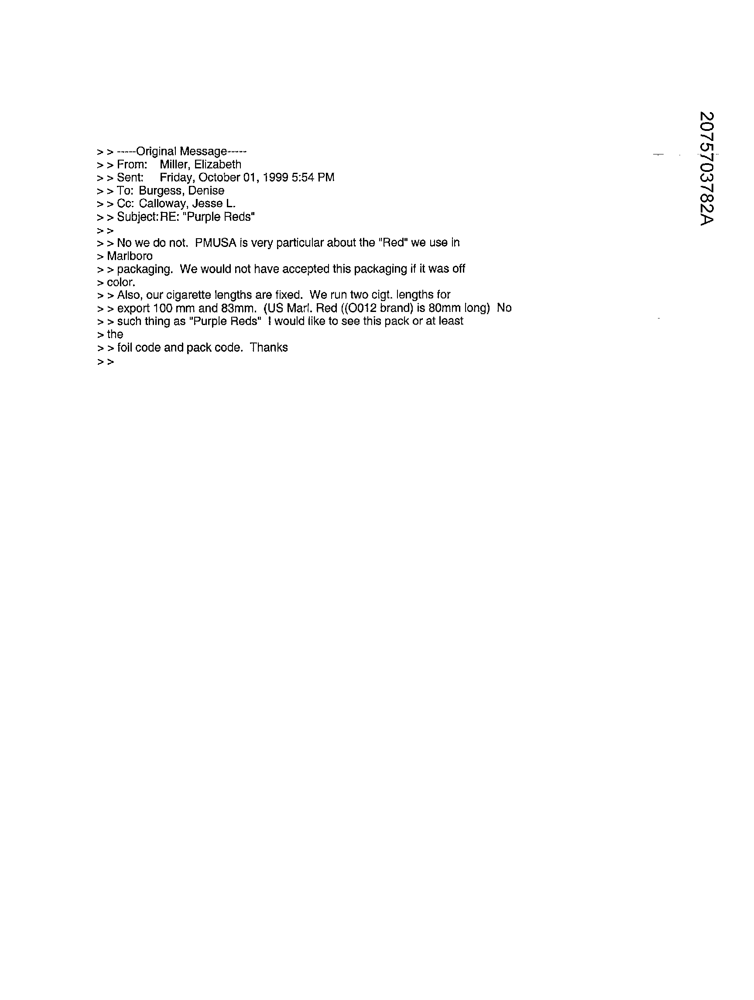 > > -----Original Message-----
> > From: Miller, Elizabeth
> > Sent: Friday, October 01, 1999 5:54 PM
> > To: Burgess, Denise
> > Cc: Calloway, Jesse L.
> > Subject: RE: "Purple Reds"
> >
> > No we do not. PMUSA is very particular about the "Red" we use in
> Marlboro
> > packaging. We would not have accepted this packaging if it was off
> color.
> > Also, our cigarette lengths are fixed. We run two cigt. lengths for
> > export 100 mm and 83mm. (US Marl. Red ((O012 brand) is 80mm long) No
> > such thing as "Purple Reds" I would like to see this pack or at least
> the
> > foil code and pack code. Thanks
> >
2075703782A